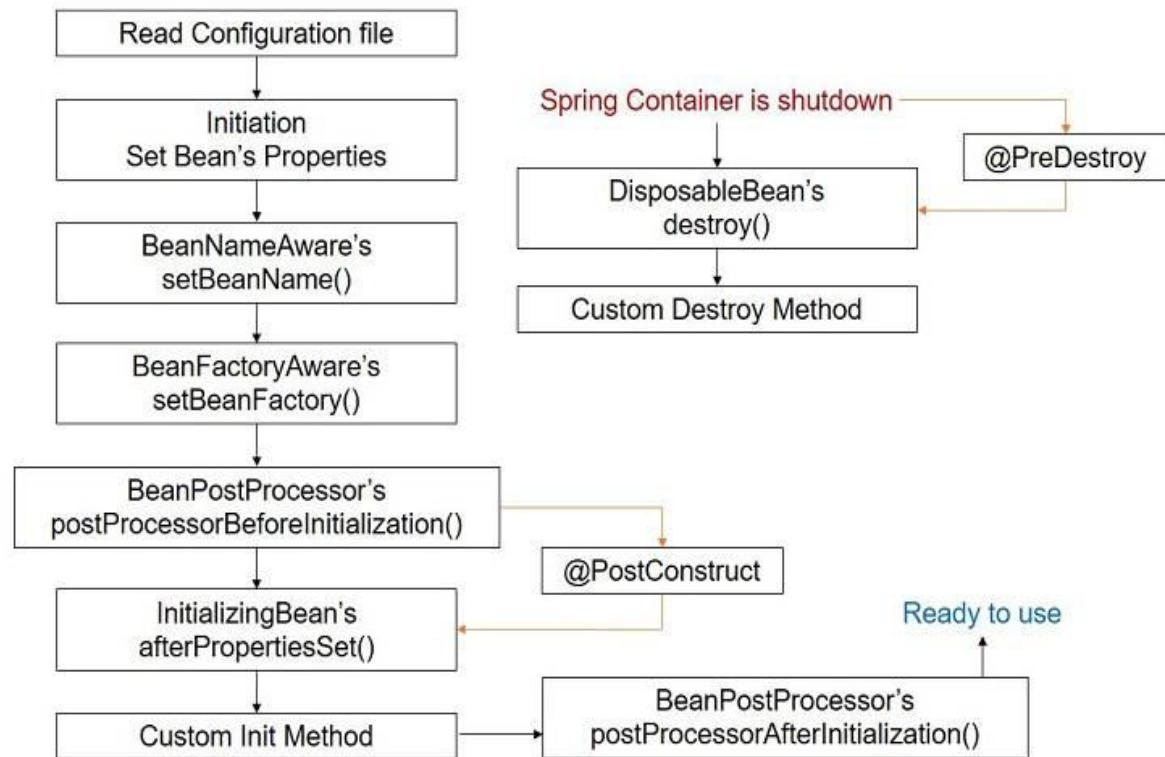 Read Configuration file
Initiation
Set Bean's Properties
BeanNameAware's
setBeanName()
BeanFactoryAware's
setBeanFactory()
BeanPostProcessor's
postProcessorBeforeInitialization()
@PostConstruct
InitializingBean's
afterPropertiesSet()
Custom Init Method
BeanPostProcessor's
postProcessorAfterInitialization()
Ready to use
Spring Container is shutdown
@PreDestroy
DisposableBean's
destroy()
Custom Destroy Method